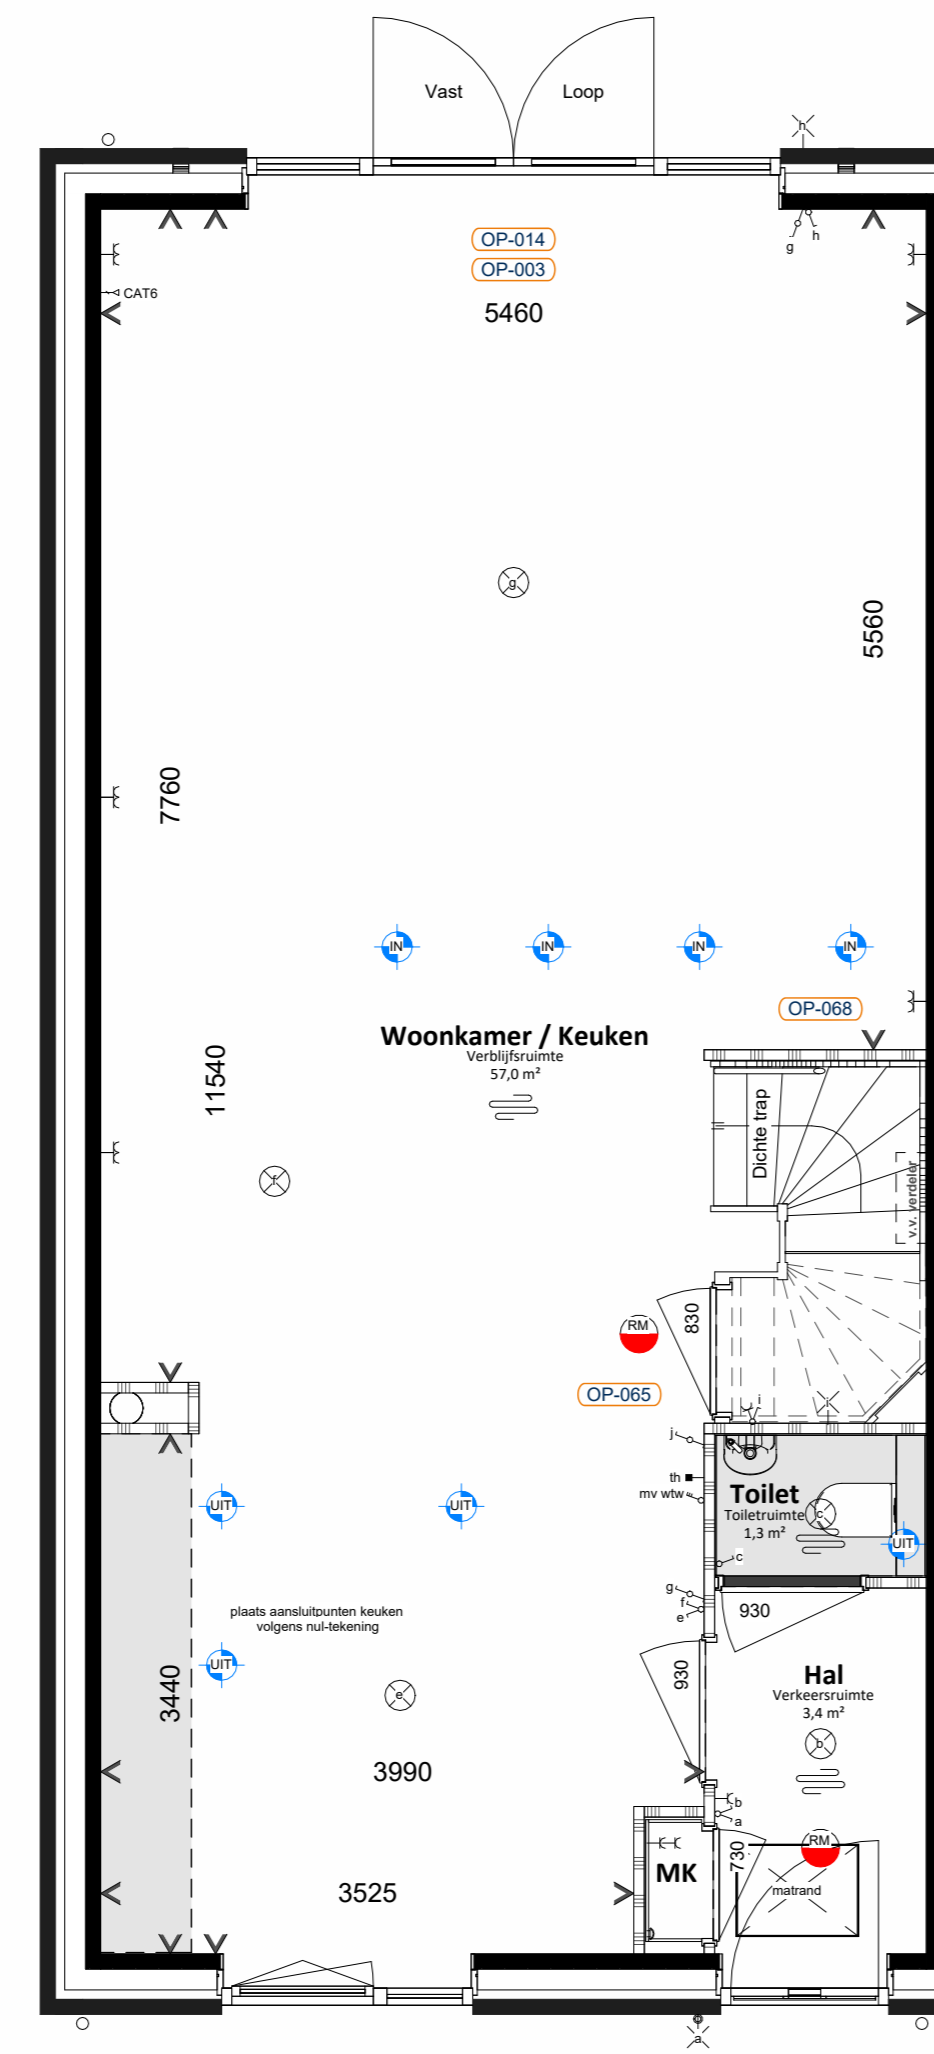 Vast
Loop
h
OP-014
OP-003
g
h
CAT6
5460
g
5560
7760
IN
IN
IN
IN
OP-068
Woonkamer / Keuken
Verblijfsruimte
57,0 m²
11540
Dichte trap
v.v. verdeler
f
830
RM
OP-065
i
i
j
th
mv wtw
Toilet
Toiletruimte
1,3 m²
c
UIT
UIT
UIT
c
g
f
e
930
plaats aansluitpunten keuken
volgens nul-tekening
UIT
930
3440
e
Hal
Verkeersruimte
3,4 m²
b
3990
b
a
RM
730
MK
matrand
3525
a